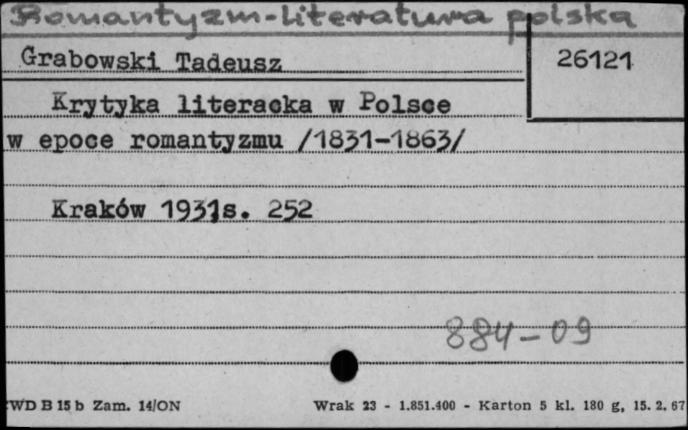 Romantyzm-literatura polska
Grabowski Tadeusz
26121
Krytyka literacka w Polsce
w epoce romantyzmu /1831-1863/
Kraków 1931 s. 252
884-09
WD B 15 b Zam. 14/ON Wrak 23 - 1.851.400 - Karton 5 kl. 180 g, 15. 2. 67